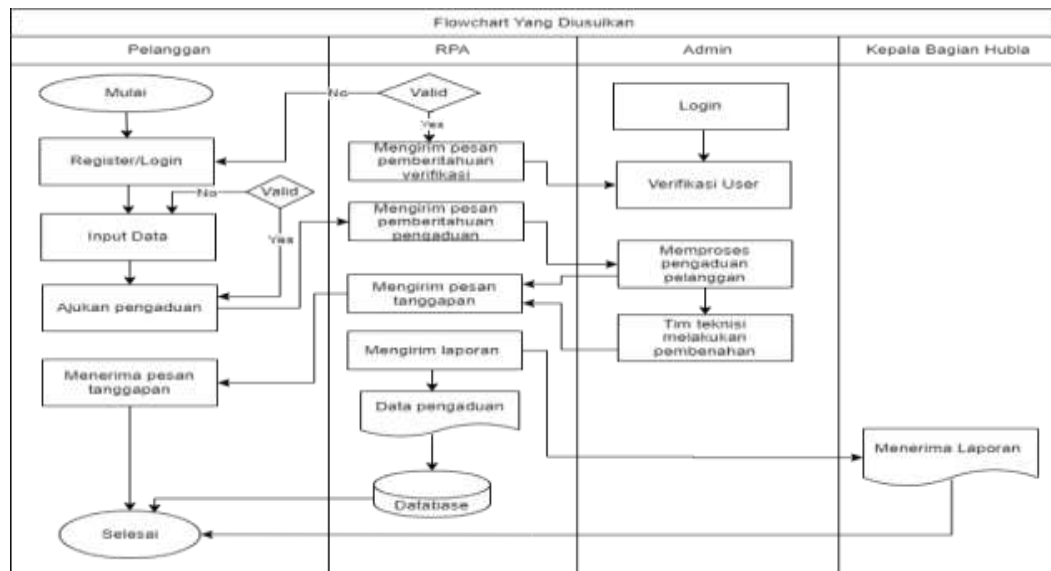 Flowchart Yang Diusulkan
Pelanggan
RPA
Admin
Kepala Bagian Hubla
Mulai
No
Valid
Login
Yes
Register/Login
Mengirim pesan
pemberitahuan
verifikasi
Verifikasi User
No
Valid
Yes
Input Data
Mengirim pesan
pemberitahuan
pengaduan
Memproses
pengaduan
pelanggan
Ajukan pengaduan
Mengirim pesan
tanggapan
Tim teknisi
melakukan
pembenahan
Mengirim laporan
Menerima pesan
tanggapan
Data pengaduan
Menerima Laporan
Database
Selesai